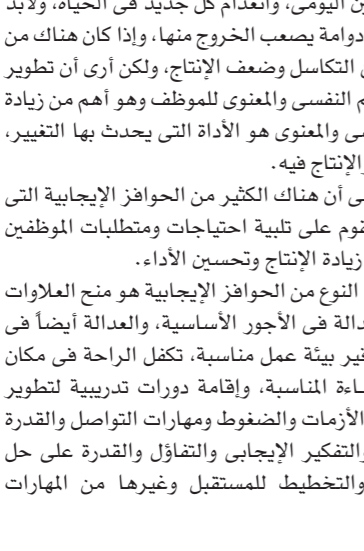 ين اليومى، وانعدام كل جديد فى الحياة، ولابد
دوامة يصعب الخروج منها، وإذا كان هناك من
التكاسل وضعف الإنتاج، ولكن أرى أن تطوير
م النفسى والمعنوى للموظف وهو أهم من زيادة
سى والمعنوى هو الأداة التى يحدث بها التغيير،
والإنتاج فيه.
ى أن هناك الكثير من الحوافز الإيجابية التى
قوم على تلبية احتياجات ومتطلبات الموظفين
زيادة الإنتاج وتحسين الأداء.
النوع من الحوافز الإيجابية هو منح العلاوات
دالة فى الأجور الأساسية، والعدالة أيضاً فى
فير بيئة عمل مناسبة، تكفل الراحة فى مكان
ـاءة المناسبة، وإقامة دورات تدريبية لتطوير
الأزمات والضغوط ومهارات التواصل والقدرة
والتفكير الإيجابى والتفاؤل والقدرة على حل
والتخطيط للمستقبل وغيرها من المهارات